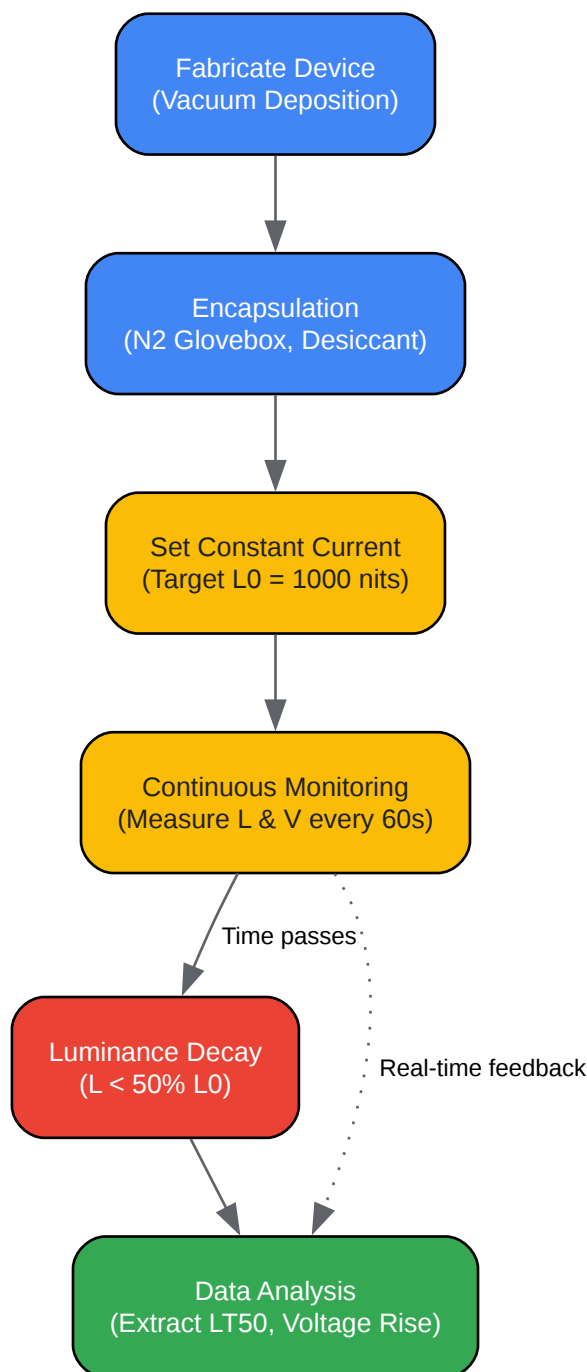 Fabricate Device
(Vacuum Deposition)
Encapsulation
(N2 Glovebox, Desiccant)
Set Constant Current
(Target L0 = 1000 nits)
Continuous Monitoring
(Measure L & V every 60s)
Time passes
Luminance Decay
(L < 50% L0)
Real-time feedback
Data Analysis
(Extract LT50, Voltage Rise)